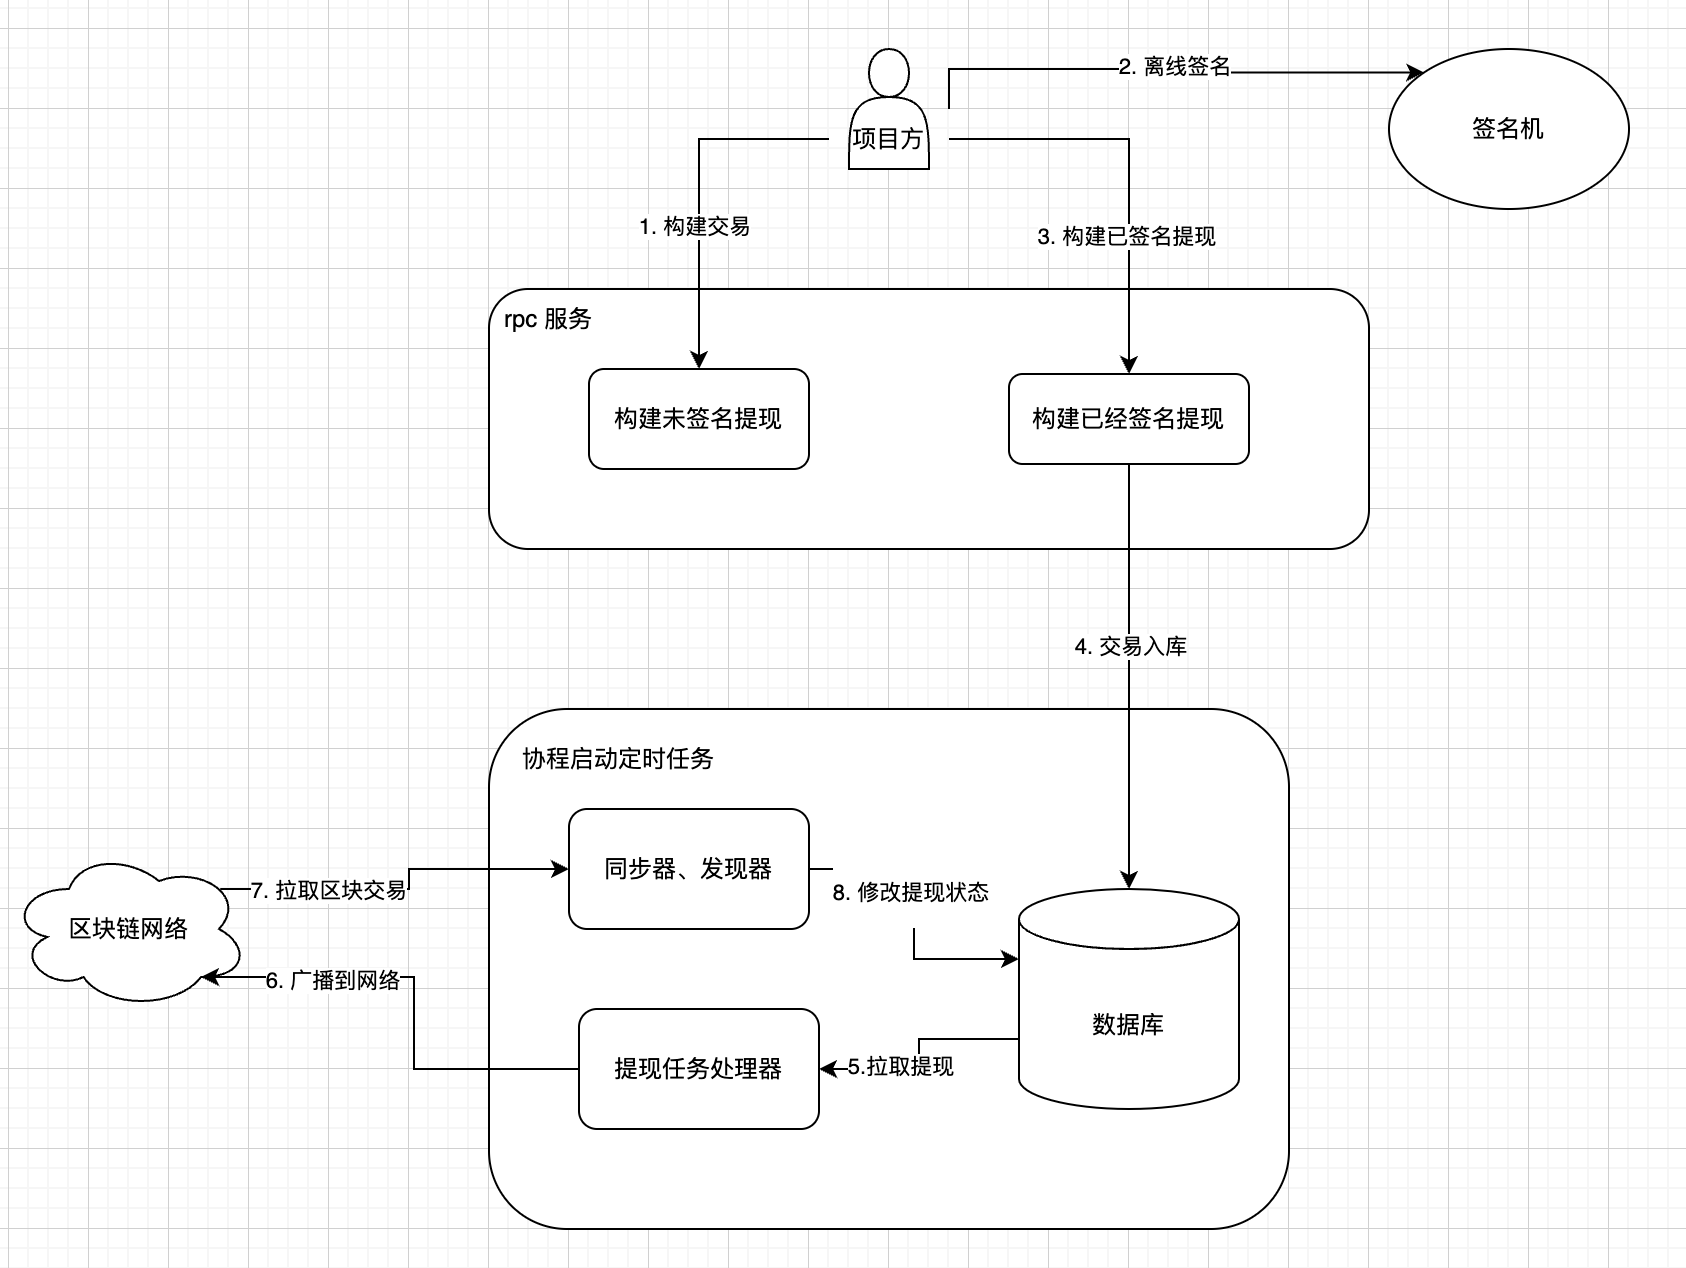 2. 离线签名
签名机
项目方
1. 构建交易
3. 构建已签名提现
rpc 服务
构建未签名提现
构建已经签名提现
4. 交易入库
协程启动定时任务
同步器、发现器
7. 拉取区块交易
8. 修改提现状态
区块链网络
6. 广播到网络
数据库
提现任务处理器
5.拉取提现